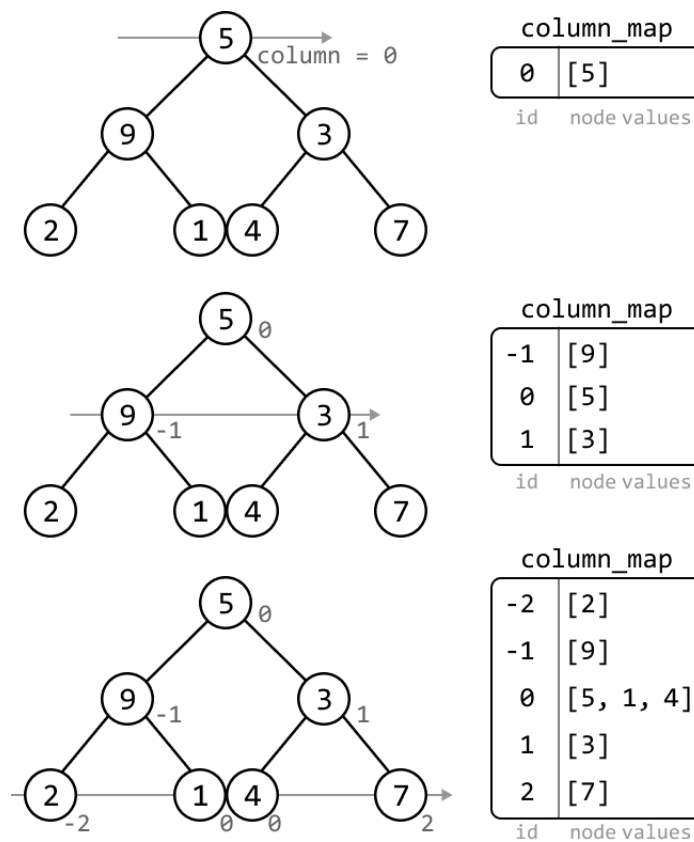 5
column = 0
9 3
2 1 4 7
column_map
0 [5]
id node values
5
0
9 3
-1 1
2 1 4 7
column_map
-1 [9]
0 [5]
1 [3]
id node values
5
0
9 3
-1 1
2 1 4 7
-2 0 0 2
column_map
-2 [2]
-1 [9]
0 [5, 1, 4]
1 [3]
2 [7]
id node values